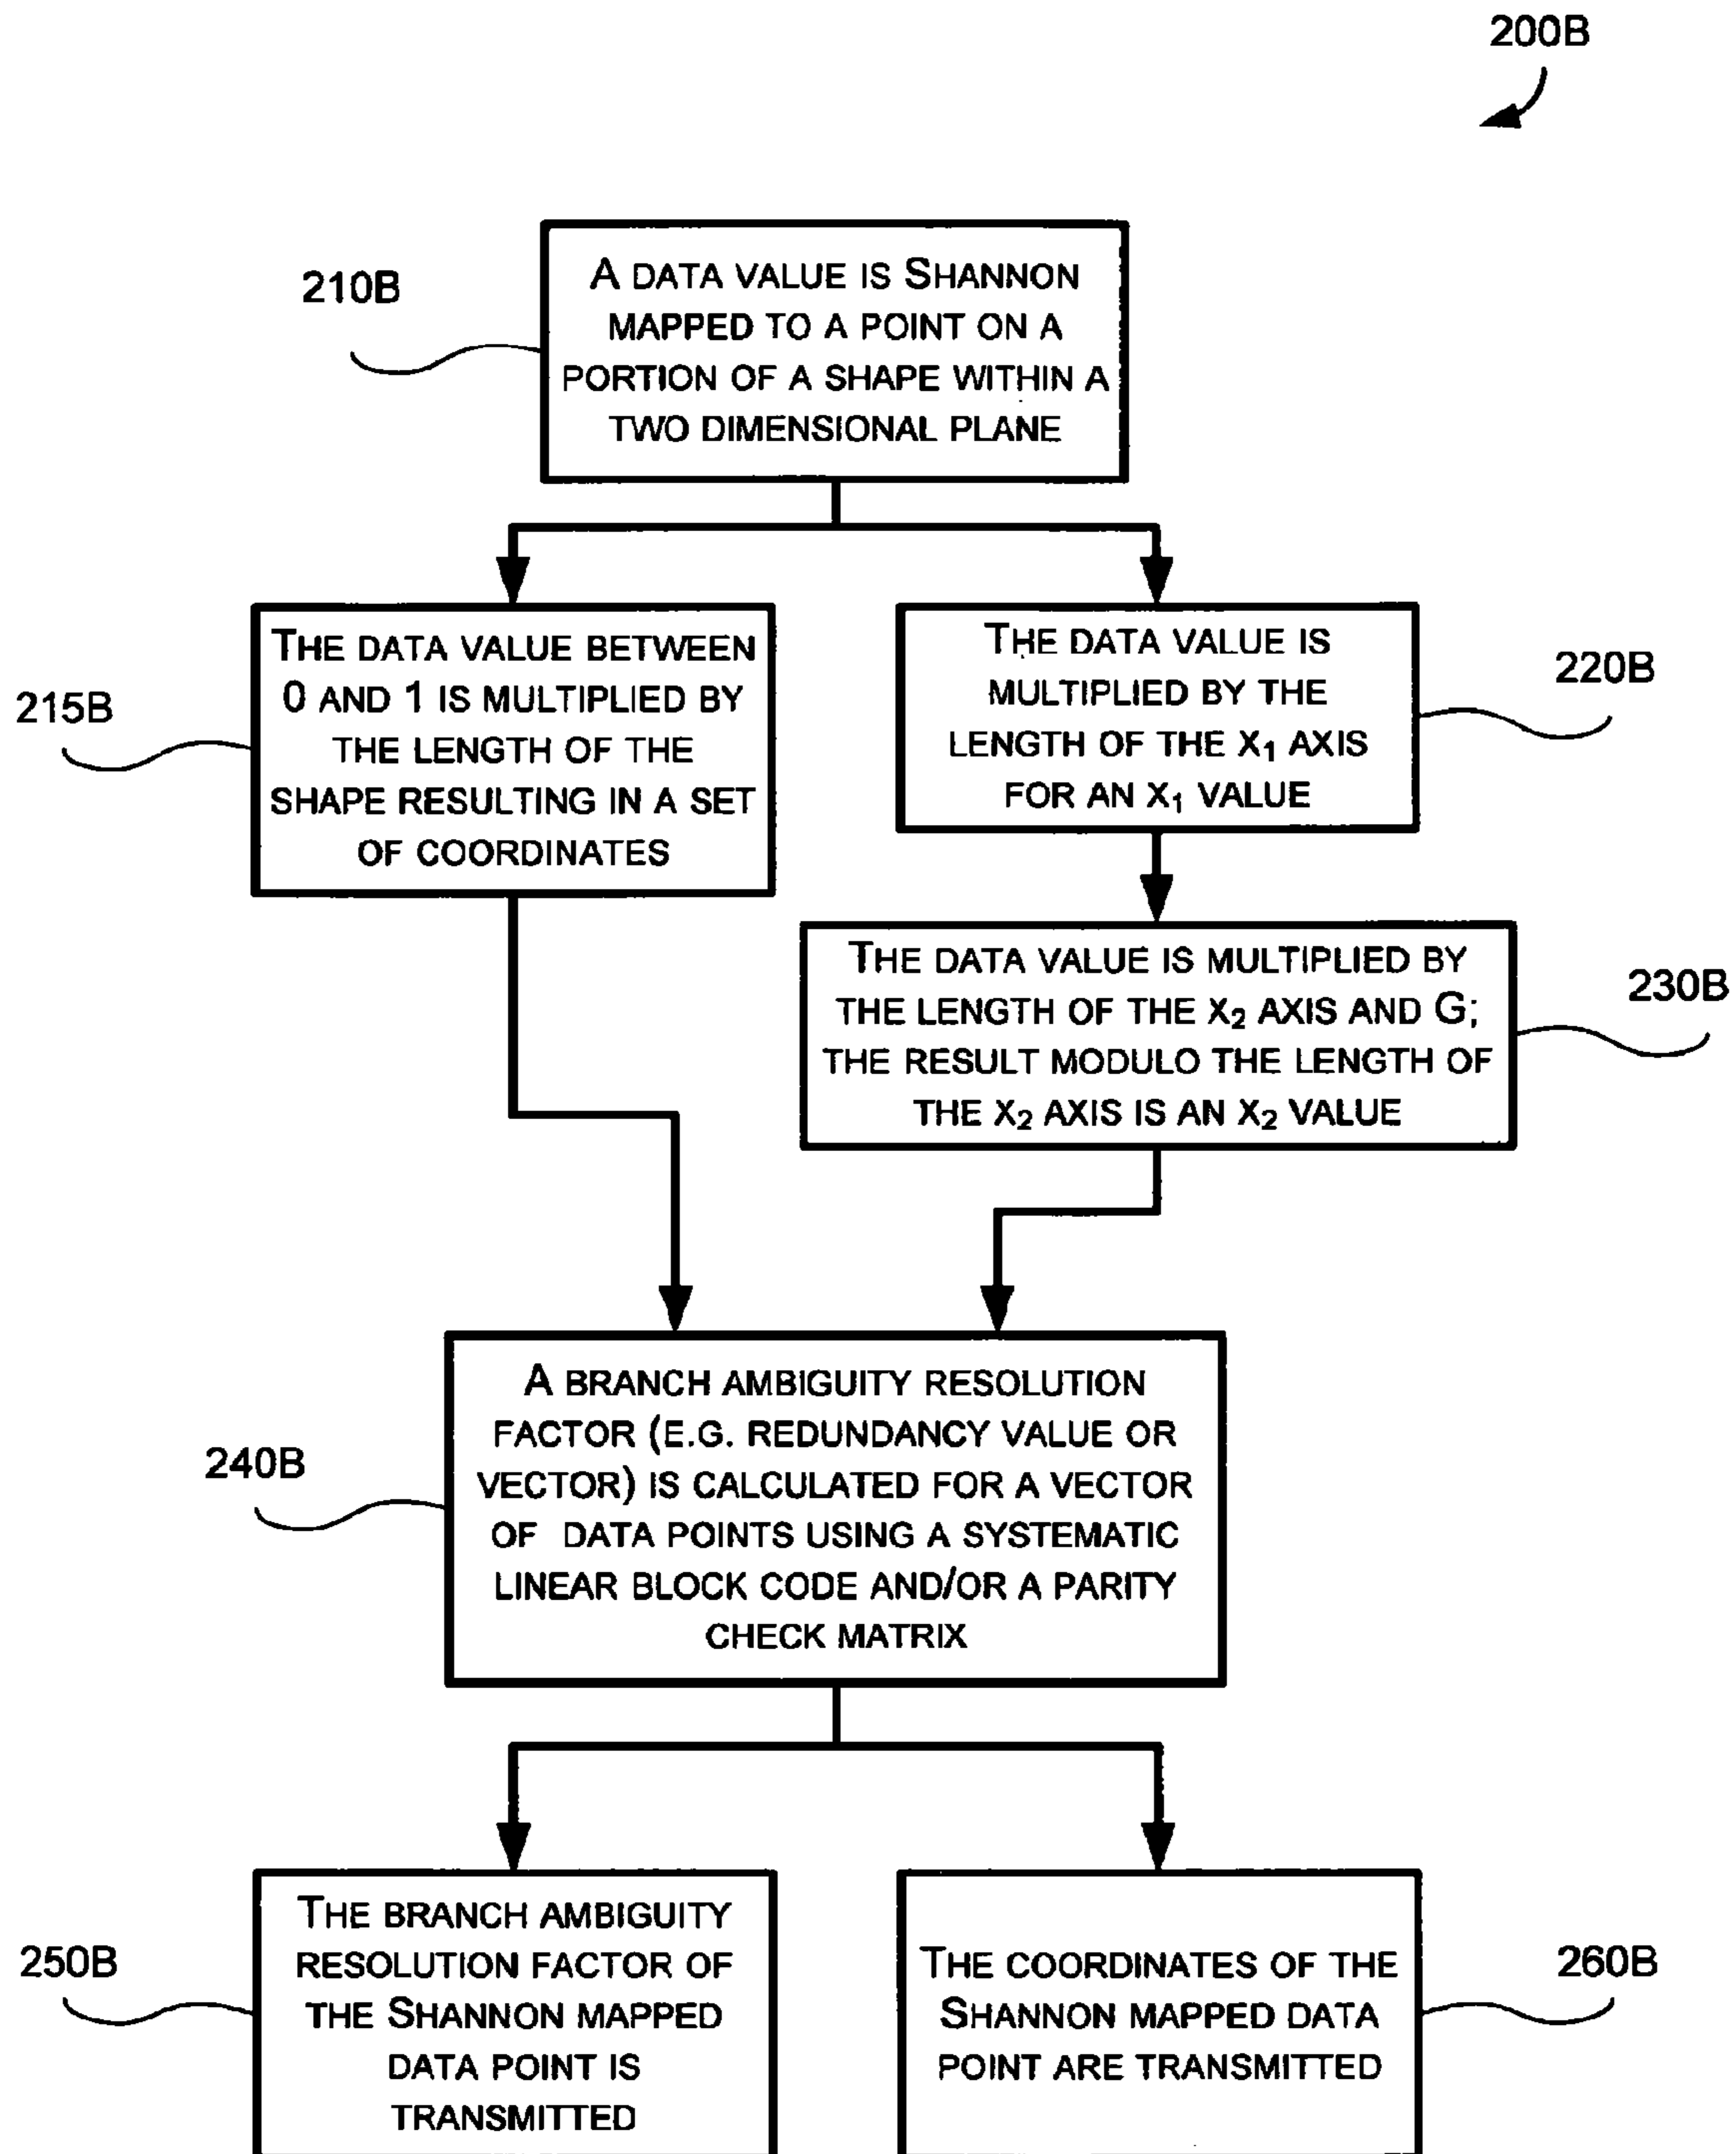 200B
210B
A DATA VALUE IS SHANNON
MAPPED TO A POINT ON A
PORTION OF A SHAPE WITHIN A
TWO DIMENSIONAL PLANE
215B
THE DATA VALUE BETWEEN
0 AND 1 IS MULTIPLIED BY
THE LENGTH OF THE
SHAPE RESULTING IN A SET
OF COORDINATES
THE DATA VALUE IS
MULTIPLIED BY THE
LENGTH OF THE X₁ AXIS
FOR AN X₁ VALUE
220B
THE DATA VALUE IS MULTIPLIED BY
THE LENGTH OF THE X₂ AXIS AND G;
THE RESULT MODULO THE LENGTH OF
THE X₂ AXIS IS AN X₂ VALUE
230B
240B
A BRANCH AMBIGUITY RESOLUTION
FACTOR (E.G. REDUNDANCY VALUE OR
VECTOR) IS CALCULATED FOR A VECTOR
OF DATA POINTS USING A SYSTEMATIC
LINEAR BLOCK CODE AND/OR A PARITY
CHECK MATRIX
250B
THE BRANCH AMBIGUITY
RESOLUTION FACTOR OF
THE SHANNON MAPPED
DATA POINT IS
TRANSMITTED
THE COORDINATES OF THE
SHANNON MAPPED DATA
POINT ARE TRANSMITTED
260B